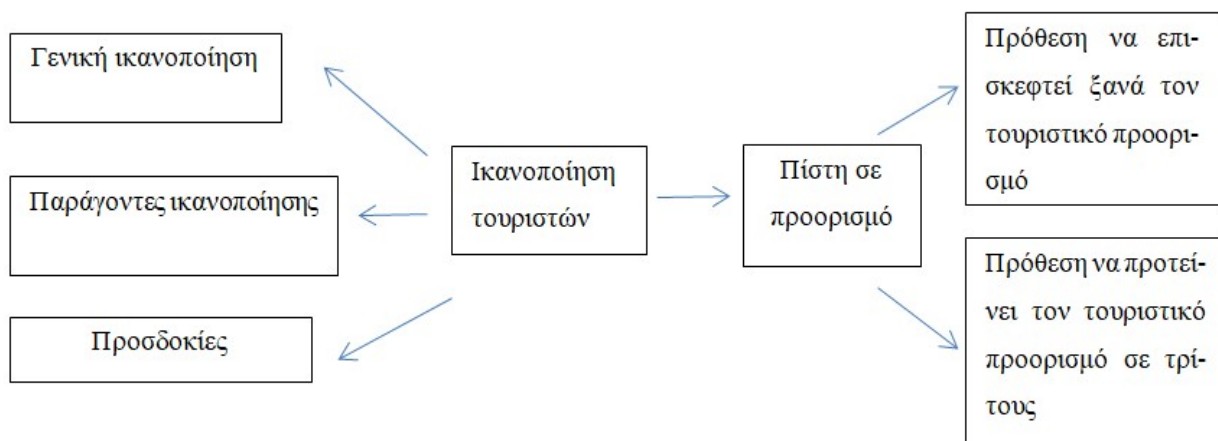 Γενική ικανοποίηση
Παράγοντες ικανοποίησης
Προσδοκίες
Ικανοποίηση
τουριστών
Πίστη σε
προορισμό
Πρόθεση να επι-
σκεφτεί ξανά τον
τουριστικό προορι-
σμό
Πρόθεση να προτεί-
νει τον τουριστικό
προορισμό σε τρί-
τους